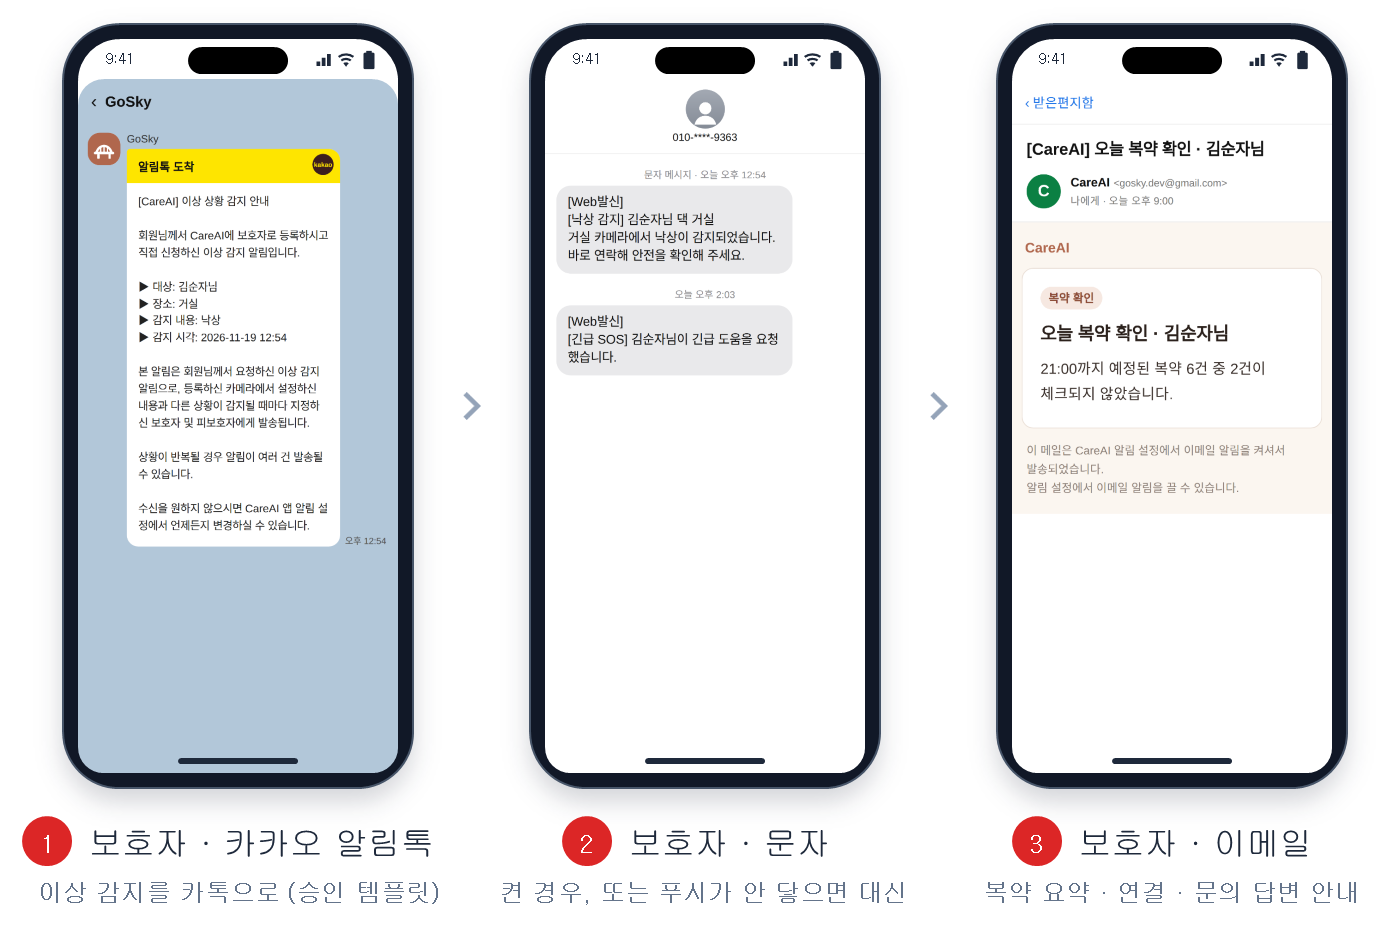 9:41
‹ GoSky
GoSky
알림톡 도착
kakao
[CareAI] 이상 상황 감지 안내
회원님께서 CareAI에 보호자로 등록하시고
직접 신청하신 이상 감지 알림입니다.
▶ 대상: 김순자님
▶ 장소: 거실
▶ 감지 내용: 낙상
▶ 감지 시각: 2026-11-19 12:54
본 알림은 회원님께서 요청하신 이상 감지
알림으로, 등록하신 카메라에서 설정하신
내용과 다른 상황이 감지될 때마다 지정하
신 보호자 및 피보호자에게 발송됩니다.
상황이 반복될 경우 알림이 여러 건 발송될
수 있습니다.
수신을 원하지 않으시면 CareAI 앱 알림 설
정에서 언제든지 변경하실 수 있습니다.
오후 12:54
1 보호자 · 카카오 알림톡
이상 감지를 카톡으로 (승인 템플릿)
9:41
010-****-9363
문자 메시지 · 오늘 오후 12:54
[Web발신]
[낙상 감지] 김순자님 댁 거실
거실 카메라에서 낙상이 감지되었습니다.
바로 연락해 안전을 확인해 주세요.
오늘 오후 2:03
[Web발신]
[긴급 SOS] 김순자님이 긴급 도움을 요청
했습니다.
2 보호자 · 문자
켠 경우, 또는 푸시가 안 닿으면 대신
9:41
‹ 받은편지함
[CareAI] 오늘 복약 확인 · 김순자님
C
CareAI <gosky.dev@gmail.com>
나에게 · 오늘 오후 9:00
CareAI
복약 확인
오늘 복약 확인 · 김순자님
21:00까지 예정된 복약 6건 중 2건이
체크되지 않았습니다.
이 메일은 CareAI 알림 설정에서 이메일 알림을 켜셔서
발송되었습니다.
알림 설정에서 이메일 알림을 끌 수 있습니다.
3 보호자 · 이메일
복약 요약 · 연결 · 문의 답변 안내